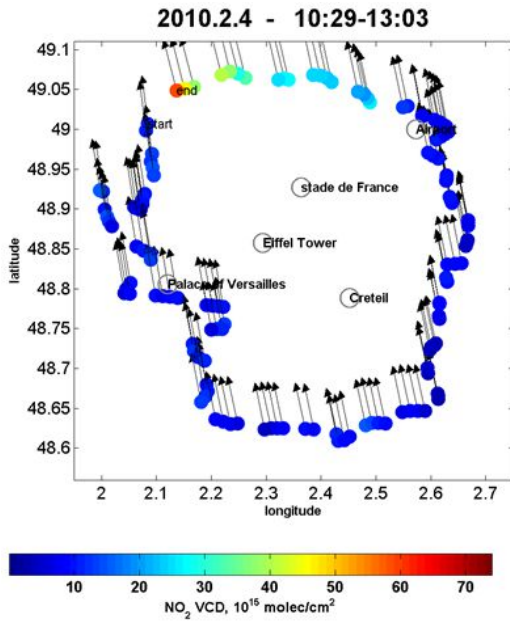 2010.2.4 - 10:29-13:03
49.1
49.05
49
48.95
48.9
48.85
48.8
48.75
48.7
48.65
48.6
latitude
end
Start
Airport
stade de France
Eiffel Tower
Palace of Versailles
Creteil
2 2.1 2.2 2.3 2.4 2.5 2.6 2.7
longitude
10 20 30 40 50 60 70
NO2 VCD, 10^15 molec/cm^2